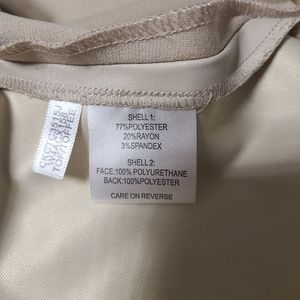 SHELL 1:
77%POLYESTER
20%RAYON
3%SPANDEX
SHELL 2:
FACE:100% POLYURETHANE
BACK:100%POLYESTER
CARE ON REVERSE